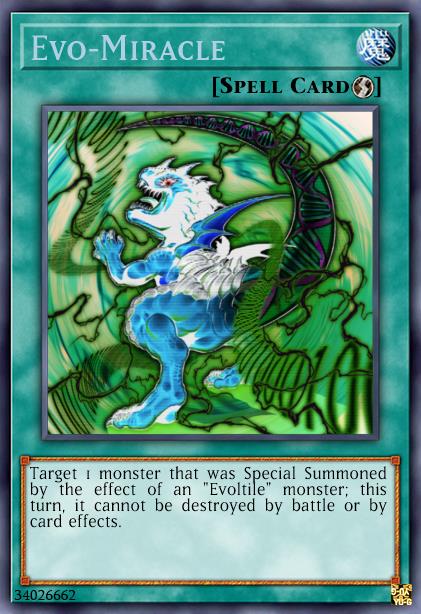 Evo-Miracle
魔
[Spell Card]
Target 1 monster that was Special Summoned
by the effect of an "Evoltile" monster; this
turn, it cannot be destroyed by battle or by
card effects.
34026662